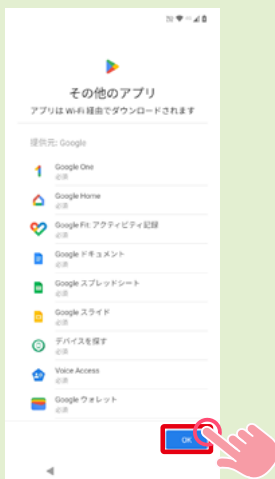 その他のアプリ
アプリは Wi-Fi 経由でダウンロードされます
提供元: Google
Google One
必須
Google Home
必須
Google Fit: アクティビティ記録
必須
Google ドキュメント
必須
Google スプレッドシート
必須
Google スライド
必須
デバイスを探す
必須
Voice Access
必須
Google ウォレット
必須
OK